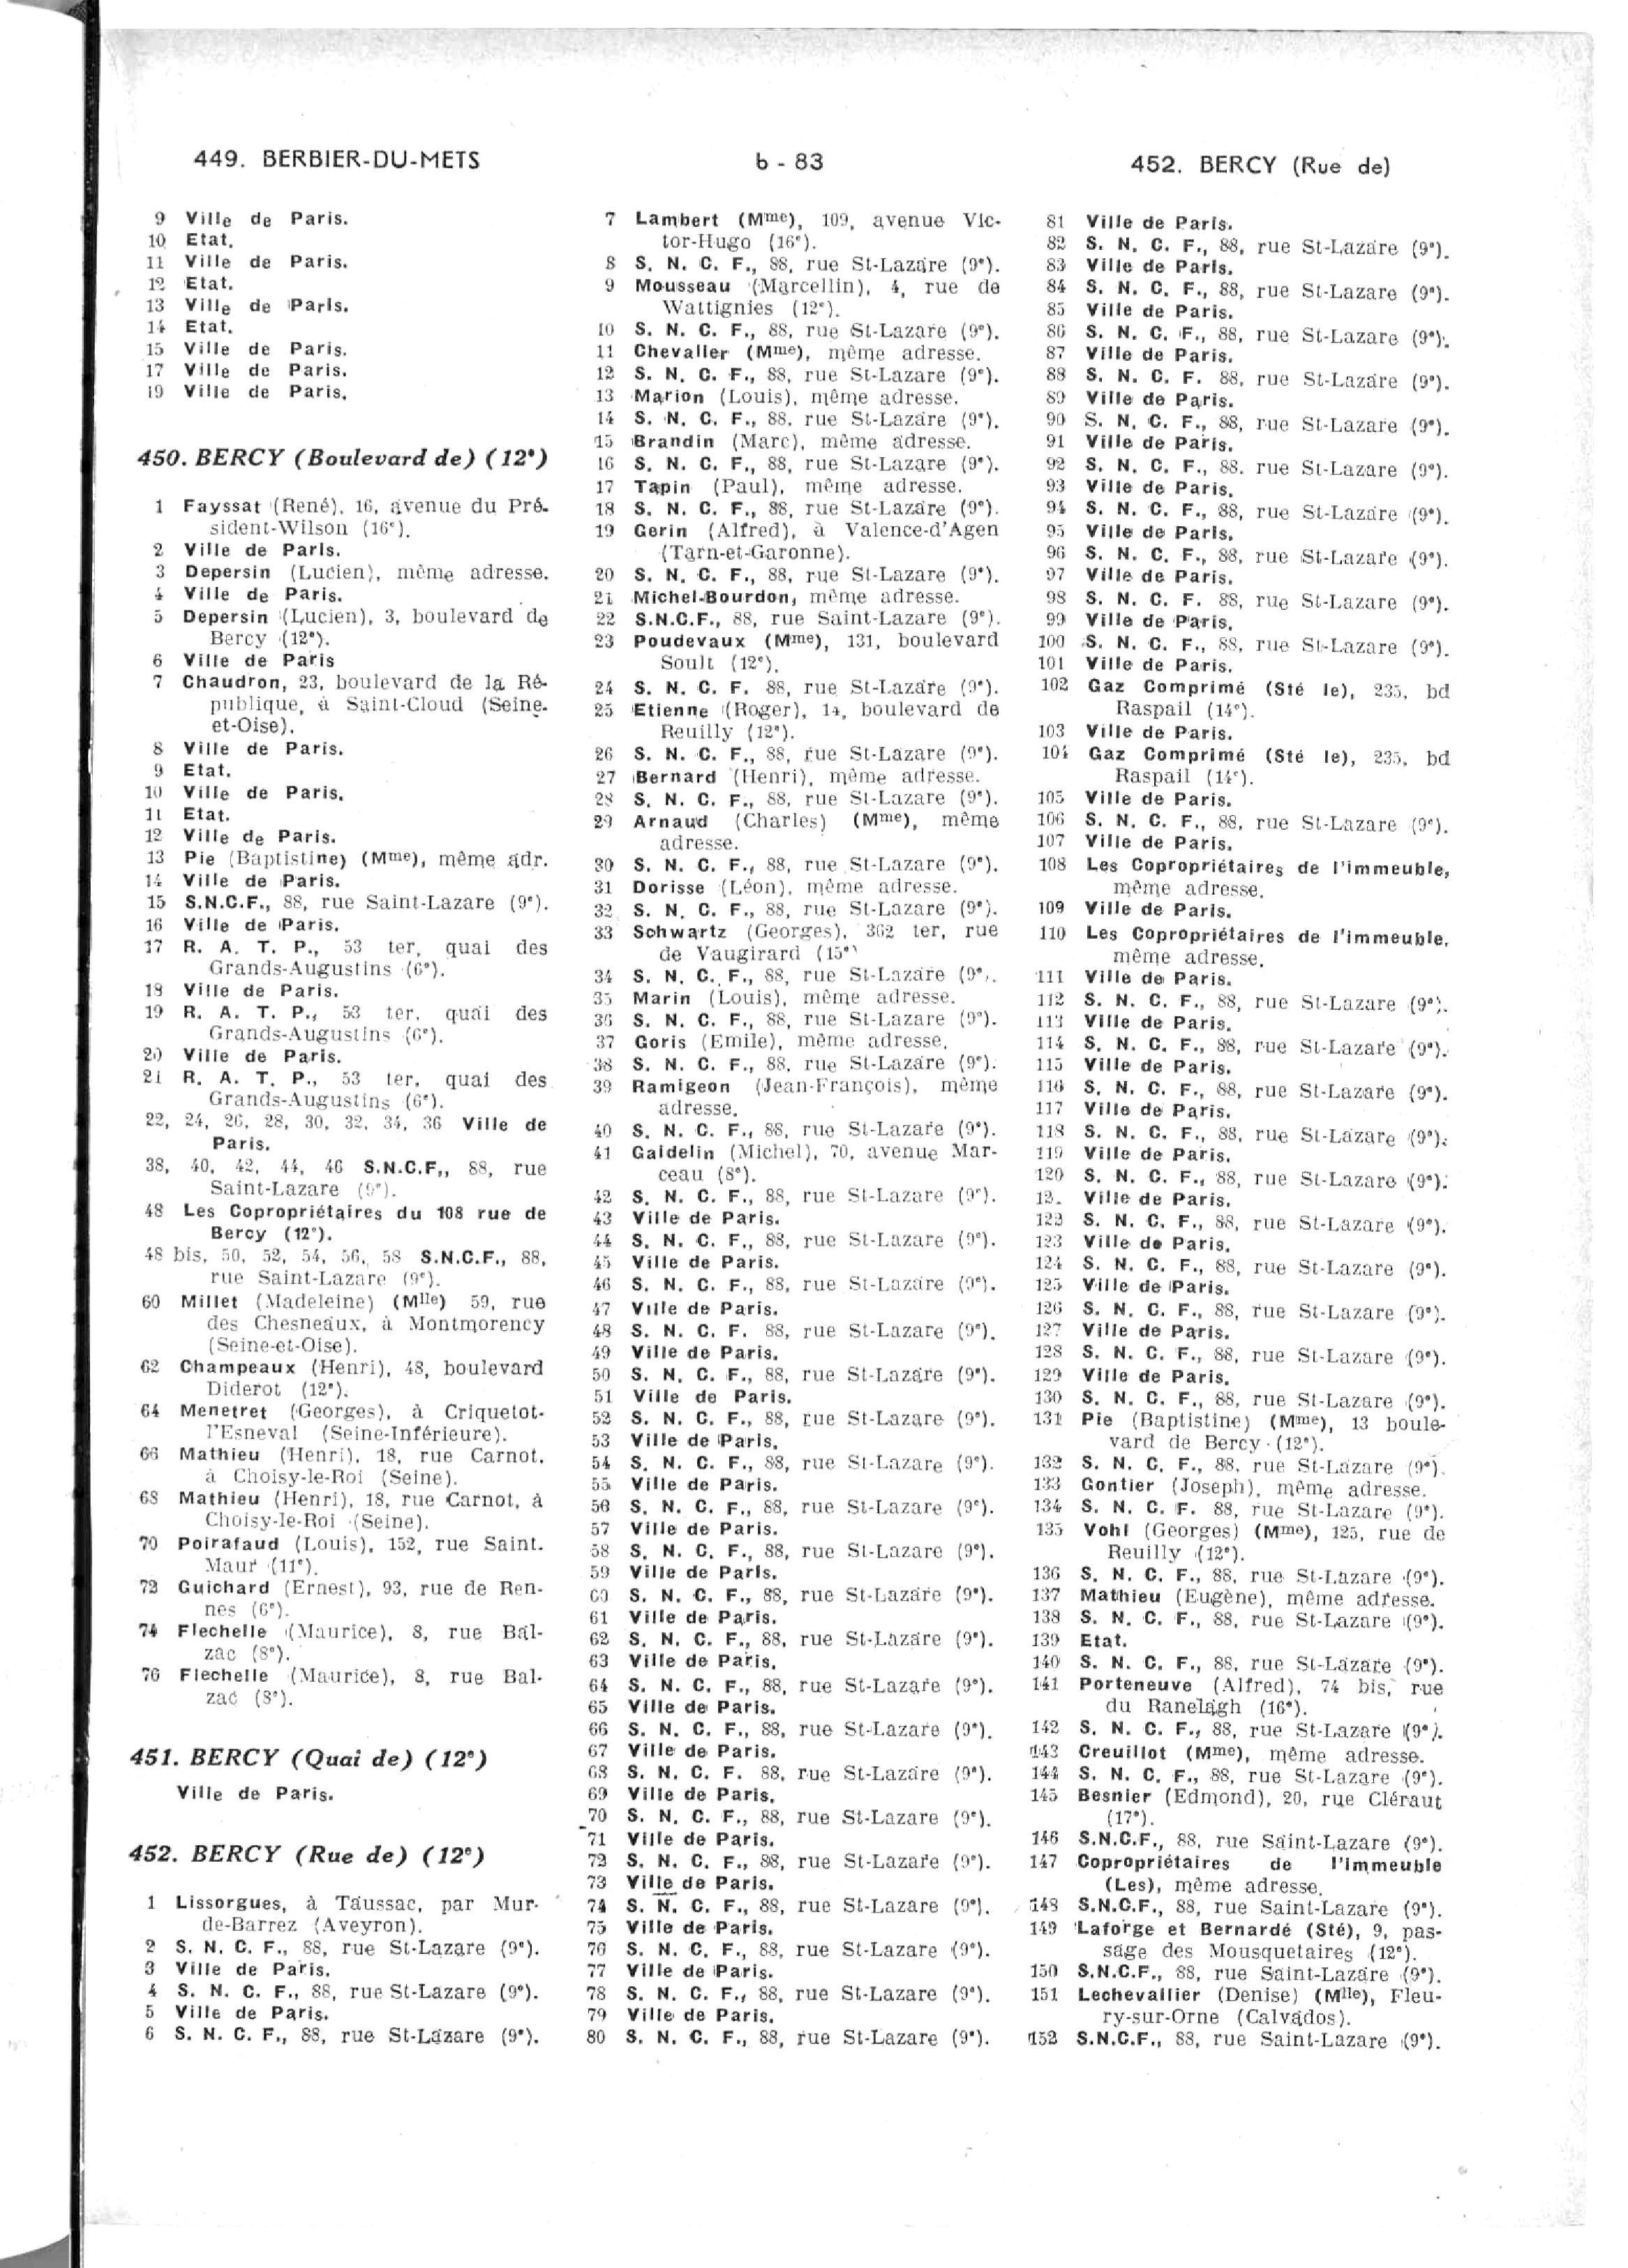 449. BERBIER-DU-METS
b - 83
452. BERCY (Rue de)
9 Ville de Paris.
10 Etat.
11 Ville de Paris.
12 Etat.
13 Ville de Paris.
14 Etat.
15 Ville de Paris.
17 Ville de Paris.
19 Ville de Paris.
450. BERCY (Boulevard de) (12e)
1 Fayssat (René), 16, avenue du Pré-
sident-Wilson (16e).
2 Ville de Paris.
3 Depersin (Lucien), même adresse.
4 Ville de Paris.
5 Depersin (Lucien), 3, boulevard de
Bercy (12e).
6 Ville de Paris
7 Chaudron, 23, boulevard de la Ré-
publique, à Saint-Cloud (Seine-
et-Oise).
8 Ville de Paris.
9 Etat.
10 Ville de Paris.
11 Etat.
12 Ville de Paris.
13 Pie (Baptistine) (Mme), même adr.
14 Ville de Paris.
15 S.N.C.F., 88, rue Saint-Lazare (9e).
16 Ville de Paris.
17 R. A. T. P., 53 ter, quai des
Grands-Augustins (6e).
18 Ville de Paris.
19 R. A. T. P., 53 ter, quai des
Grands-Augustins (6e).
20 Ville de Paris.
21 R. A. T. P., 53 ter, quai des
Grands-Augustins (6e).
22, 24, 26, 28, 30, 32, 34, 36 Ville de
Paris.
38, 40, 42, 44, 46 S.N.C.F., 88, rue
Saint-Lazare (9e).
48 Les Copropriétaires du 108 rue de
Bercy (12e).
48 bis, 50, 52, 54, 56, 58 S.N.C.F., 88,
rue Saint-Lazare (9e).
60 Millet (Madeleine) (Mlle) 59, rue
des Chesneaux, à Montmorency
(Seine-et-Oise).
62 Champeaux (Henri), 48, boulevard
Diderot (12e).
64 Menetret (Georges), à Criquetot-
l'Esneval (Seine-Inférieure).
66 Mathieu (Henri), 18, rue Carnot,
à Choisy-le-Roi (Seine).
68 Mathieu (Henri), 18, rue Carnot, à
Choisy-le-Roi (Seine).
70 Poirafaud (Louis), 152, rue Saint-
Maur (11e).
72 Guichard (Ernest), 93, rue de Ren-
nes (6e).
74 Flechelle (Maurice), 8, rue Bal-
zac (8e).
76 Flechelle (Maurice), 8, rue Bal-
zac (8e).
451. BERCY (Quai de) (12e)
Ville de Paris.
452. BERCY (Rue de) (12e)
1 Lissorgues, à Taussac, par Mur-
de-Barrez (Aveyron).
2 S. N. C. F., 88, rue St-Lazare (9e).
3 Ville de Paris.
4 S. N. C. F., 88, rue St-Lazare (9e).
5 Ville de Paris.
6 S. N. C. F., 88, rue St-Lazare (9e).
7 Lambert (Mme), 109, avenue Vic-
tor-Hugo (16e).
8 S. N. C. F., 88, rue St-Lazare (9e).
9 Mousseau (Marcellin), 4, rue de
Wattignies (12e).
10 S. N. C. F., 88, rue St-Lazare (9e).
11 Chevalier (Mme), même adresse.
12 S. N. C. F., 88, rue St-Lazare (9e).
13 Marion (Louis), même adresse.
14 S. N. C. F., 88, rue St-Lazare (9e).
15 Brandin (Marc), même adresse.
16 S. N. C. F., 88, rue St-Lazare (9e).
17 Tapin (Paul), même adresse.
18 S. N. C. F., 88, rue St-Lazare (9e).
19 Gerin (Alfred), à Valence-d'Agen
(Tarn-et-Garonne).
20 S. N. C. F., 88, rue St-Lazare (9e).
21 Michel-Bourdon, même adresse.
22 S.N.C.F., 88, rue Saint-Lazare (9e).
23 Poudevaux (Mme), 131, boulevard
Soult (12e).
24 S. N. C. F. 88, rue St-Lazare (9e).
25 Etienne (Roger), 14, boulevard de
Reuilly (12e).
26 S. N. C. F., 88, rue St-Lazare (9e).
27 Bernard (Henri), même adresse.
28 S. N. C. F., 88, rue St-Lazare (9e).
29 Arnaud (Charles) (Mme), même
adresse.
30 S. N. C. F., 88, rue St-Lazare (9e).
31 Dorisse (Léon), même adresse.
32 S. N. C. F., 88, rue St-Lazare (9e).
33 Schwartz (Georges), 362 ter, rue
de Vaugirard (15e)
34 S. N. C. F., 88, rue St-Lazare (9e).
35 Marin (Louis), même adresse.
36 S. N. C. F., 88, rue St-Lazare (9e).
37 Goris (Emile), même adresse.
38 S. N. C. F., 88, rue St-Lazare (9e).
39 Ramigeon (Jean-François), même
adresse.
40 S. N. C. F., 88, rue St-Lazare (9e).
41 Galdelin (Michel), 70, avenue Mar-
ceau (8e).
42 S. N. C. F., 88, rue St-Lazare (9e).
43 Ville de Paris.
44 S. N. C. F., 88, rue St-Lazare (9e).
45 Ville de Paris.
46 S. N. C. F., 88, rue St-Lazare (9e).
47 Ville de Paris.
48 S. N. C. F. 88, rue St-Lazare (9e).
49 Ville de Paris.
50 S. N. C. F., 88, rue St-Lazare (9e).
51 Ville de Paris.
52 S. N. C. F., 88, rue St-Lazare (9e).
53 Ville de Paris.
54 S. N. C. F., 88, rue St-Lazare (9e).
55 Ville de Paris.
56 S. N. C. F., 88, rue St-Lazare (9e).
57 Ville de Paris.
58 S. N. C. F., 88, rue St-Lazare (9e).
59 Ville de Paris.
60 S. N. C. F., 88, rue St-Lazare (9e).
61 Ville de Paris.
62 S. N. C. F., 88, rue St-Lazare (9e).
63 Ville de Paris.
64 S. N. C. F., 88, rue St-Lazare (9e).
65 Ville de Paris.
66 S. N. C. F., 88, rue St-Lazare (9e).
67 Ville de Paris.
68 S. N. C. F. 88, rue St-Lazare (9e).
69 Ville de Paris.
70 S. N. C. F., 88, rue St-Lazare (9e).
71 Ville de Paris.
72 S. N. C. F., 88, rue St-Lazare (9e).
73 Ville de Paris.
74 S. N. C. F., 88, rue St-Lazare (9e).
75 Ville de Paris.
76 S. N. C. F., 88, rue St-Lazare (9e).
77 Ville de Paris.
78 S. N. C. F., 88, rue St-Lazare (9e).
79 Ville de Paris.
80 S. N. C. F., 88, rue St-Lazare (9e).
81 Ville de Paris.
82 S. N. C. F., 88, rue St-Lazare (9e).
83 Ville de Paris.
84 S. N. C. F., 88, rue St-Lazare (9e).
85 Ville de Paris.
86 S. N. C. F., 88, rue St-Lazare (9e).
87 Ville de Paris.
88 S. N. C. F. 88, rue St-Lazare (9e).
89 Ville de Paris.
90 S. N. C. F., 88, rue St-Lazare (9e).
91 Ville de Paris.
92 S. N. C. F., 88, rue St-Lazare (9e).
93 Ville de Paris.
94 S. N. C. F., 88, rue St-Lazare (9e).
95 Ville de Paris.
96 S. N. C. F., 88, rue St-Lazare (9e).
97 Ville de Paris.
98 S. N. C. F. 88, rue St-Lazare (9e).
99 Ville de Paris.
100 S. N. C. F., 88, rue St-Lazare (9e).
101 Ville de Paris.
102 Gaz Comprimé (Sté le), 235, bd
Raspail (14e).
103 Ville de Paris.
104 Gaz Comprimé (Sté le), 235, bd
Raspail (14e).
105 Ville de Paris.
106 S. N. C. F., 88, rue St-Lazare (9e).
107 Ville de Paris.
108 Les Copropriétaires de l'immeuble,
même adresse.
109 Ville de Paris.
110 Les Copropriétaires de l'immeuble,
même adresse.
111 Ville de Paris.
112 S. N. C. F., 88, rue St-Lazare (9e).
113 Ville de Paris.
114 S. N. C. F., 88, rue St-Lazare (9e).
115 Ville de Paris.
116 S. N. C. F., 88, rue St-Lazare (9e).
117 Ville de Paris.
118 S. N. C. F., 88, rue St-Lazare (9e).
119 Ville de Paris.
120 S. N. C. F., 88, rue St-Lazare (9e).
12. Ville de Paris.
122 S. N. C. F., 88, rue St-Lazare (9e).
123 Ville de Paris.
124 S. N. C. F., 88, rue St-Lazare (9e).
125 Ville de Paris.
126 S. N. C. F., 88, rue St-Lazare (9e).
127 Ville de Paris.
128 S. N. C. F., 88, rue St-Lazare (9e).
129 Ville de Paris.
130 S. N. C. F., 88, rue St-Lazare (9e).
131 Pie (Baptistine) (Mme), 13 boule-
vard de Bercy (12e).
132 S. N. C. F., 88, rue St-Lazare (9e).
133 Gontier (Joseph), même adresse.
134 S. N. C. F. 88, rue St-Lazare (9e).
135 Vohl (Georges) (Mme), 125, rue de
Reuilly (12e).
136 S. N. C. F., 88, rue St-Lazare (9e).
137 Mathieu (Eugène), même adresse.
138 S. N. C. F., 88, rue St-Lazare (9e).
139 Etat.
140 S. N. C. F., 88, rue St-Lazare (9e).
141 Porteneuve (Alfred), 74 bis, rue
du Ranelagh (16e).
142 S. N. C. F., 88, rue St-Lazare (9e).
143 Creuillot (Mme), même adresse.
144 S. N. C. F., 88, rue St-Lazare (9e).
145 Besnier (Edmond), 20, rue Cléraut
(17e).
146 S.N.C.F., 88, rue Saint-Lazare (9e).
147 Copropriétaires de l'immeuble
(Les), même adresse.
148 S.N.C.F., 88, rue Saint-Lazare (9e).
149 Laforge et Bernardé (Sté), 9, pas-
sage des Mousquetaires (12e).
150 S.N.C.F., 88, rue Saint-Lazare (9e).
151 Lechevallier (Denise) (Mlle), Fleu-
ry-sur-Orne (Calvados).
152 S.N.C.F., 88, rue Saint-Lazare (9e).